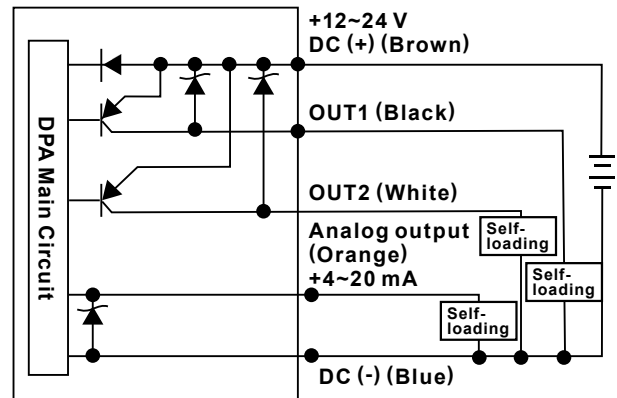 +12~24 V
DC (+) (Brown)
OUT1 (Black)
OUT2 (White)
Analog output
(Orange)
+4~20 mA
DC (-) (Blue)
DPA Main Circuit
Self-
loading
Self-
loading
Self-
loading